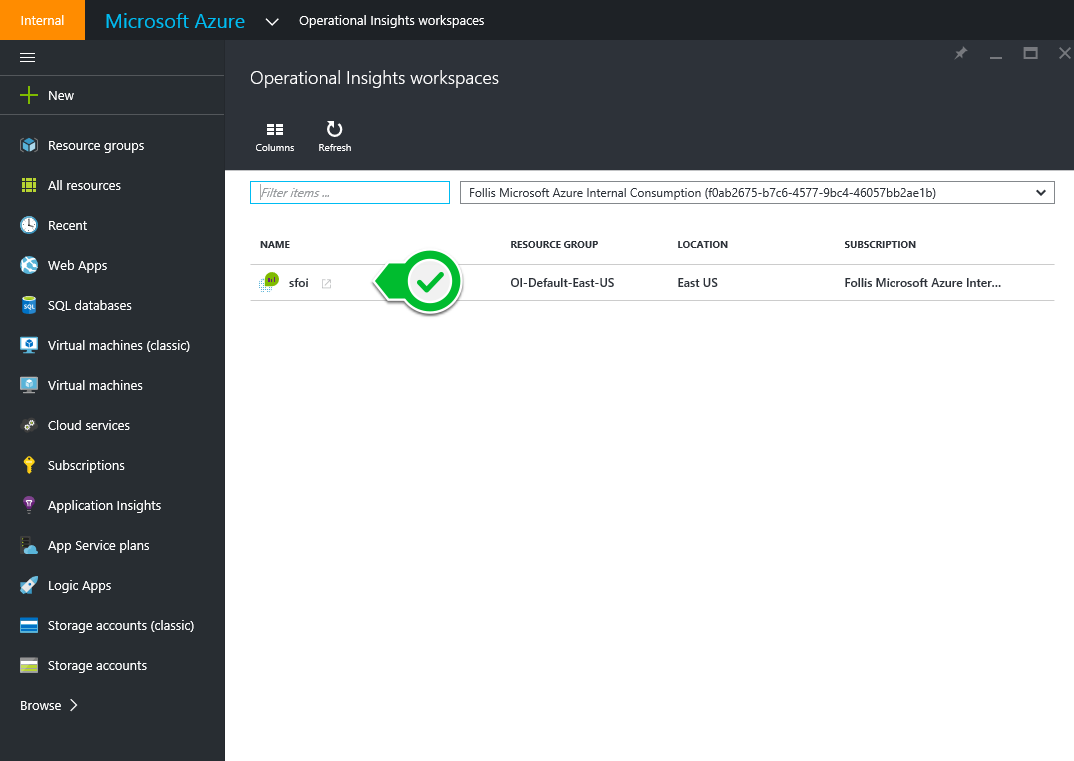 Internal
Microsoft Azure
Operational Insights workspaces
New
Resource groups
All resources
Recent
Web Apps
SQL databases
Virtual machines (classic)
Virtual machines
Cloud services
Subscriptions
Application Insights
App Service plans
Logic Apps
Storage accounts (classic)
Storage accounts
Browse
Operational Insights workspaces
Columns
Refresh
Filter items ...
Follis Microsoft Azure Internal Consumption (f0ab2675-b7c6-4577-9bc4-46057bb2ae1b)
NAME RESOURCE GROUP LOCATION SUBSCRIPTION
sfoi OI-Default-East-US East US Follis Microsoft Azure Inter...